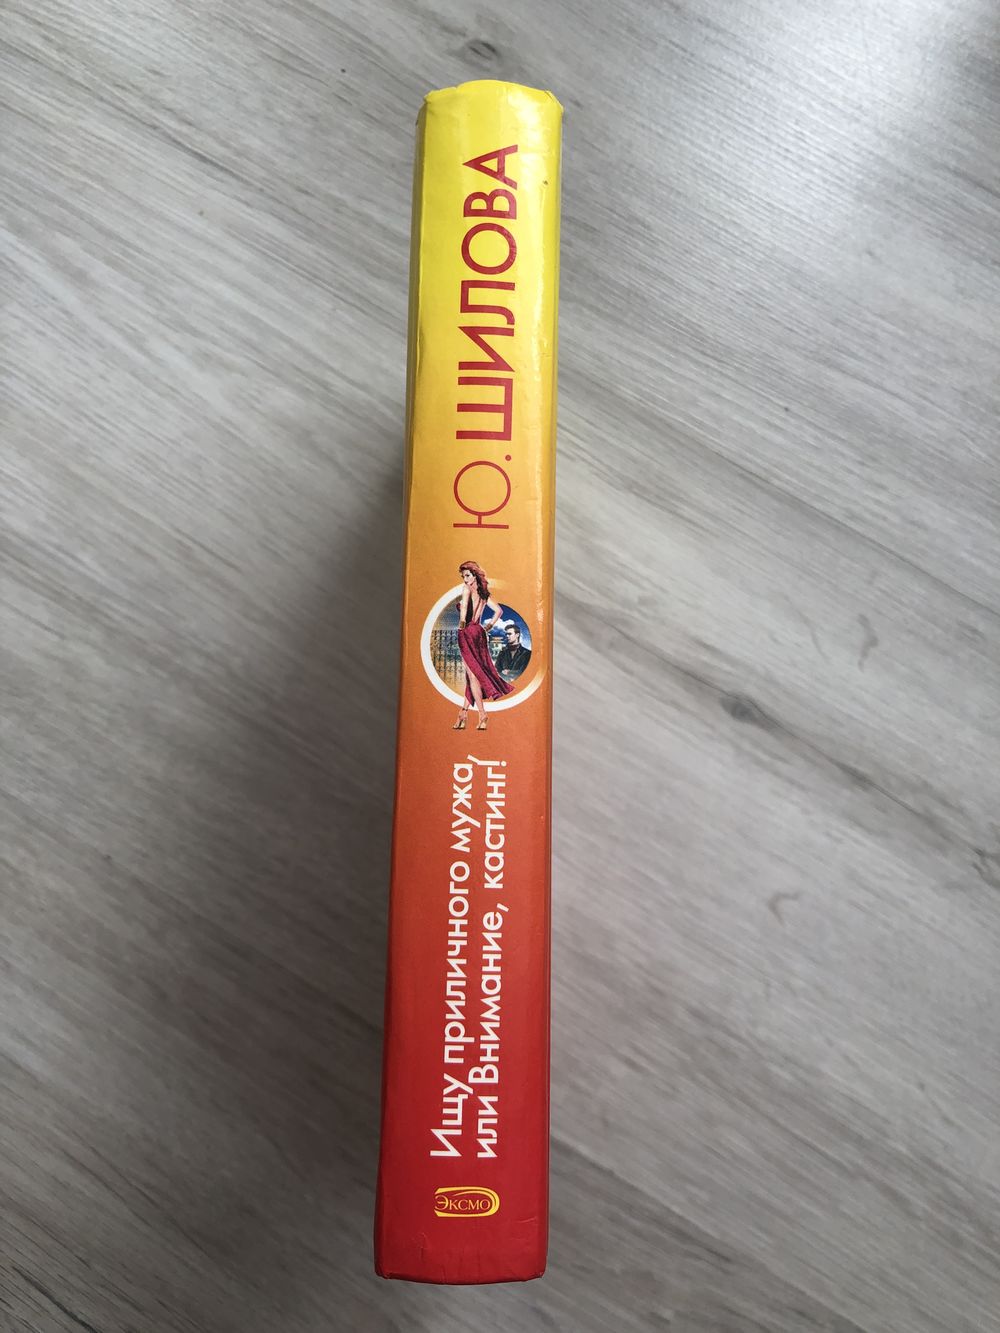 Ю. ШИЛОВА
Ищу приличного мужа,
или Внимание, кастинг!
ЭКСМО